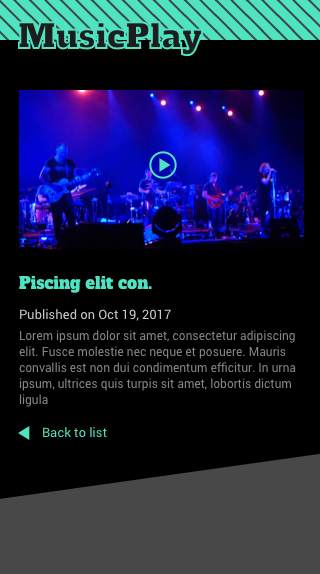 MusicPlay
Piscing elit con.
Published on Oct 19, 2017
Lorem ipsum dolor sit amet, consectetur adipiscing
elit. Fusce molestie nec neque et posuere. Mauris
convallis est non dui condimentum efficitur. In urna
ipsum, ultrices quis turpis sit amet, lobortis dictum
ligula
Back to list